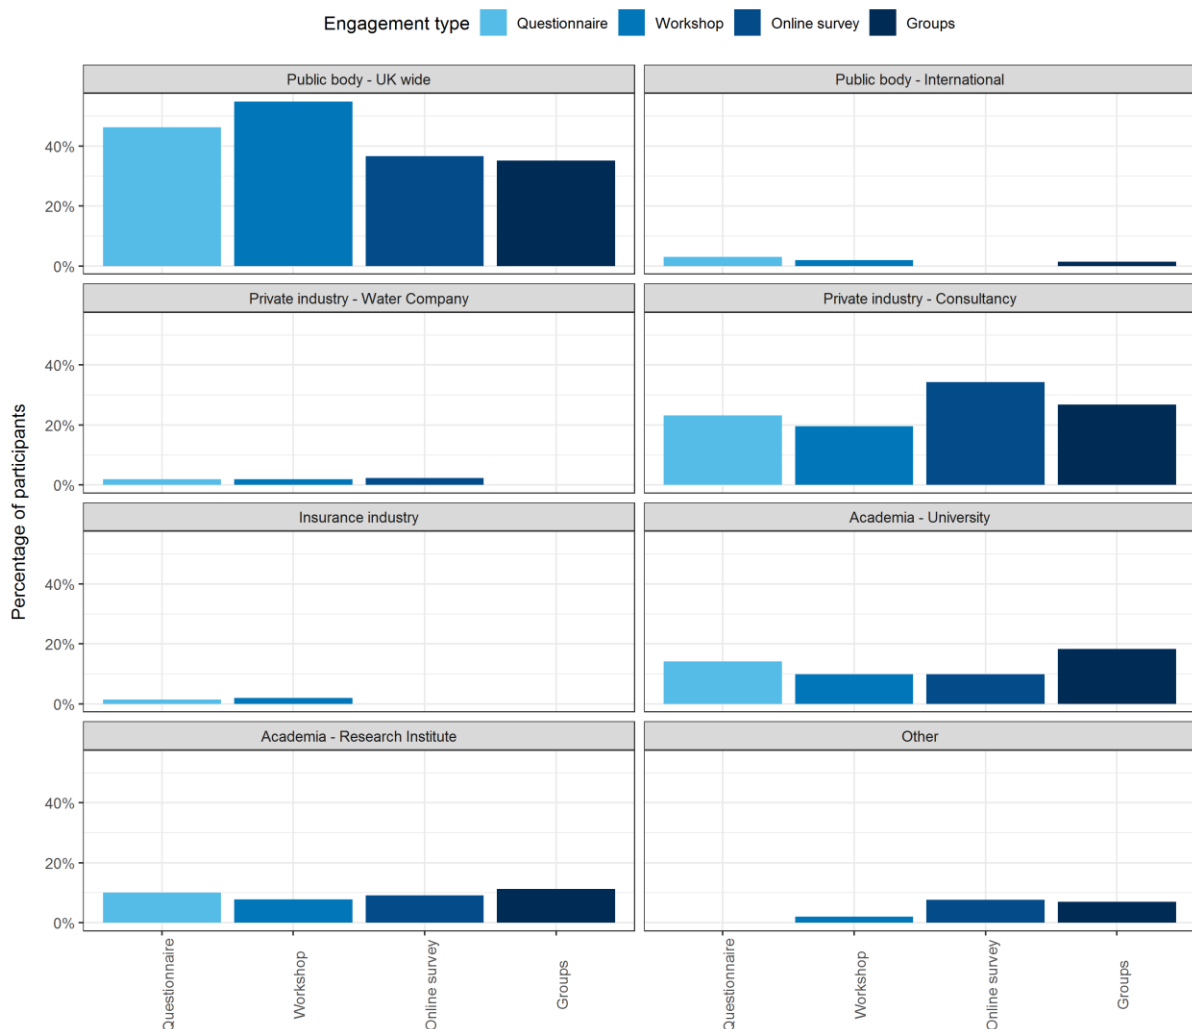 Engagement type Questionnaire Workshop Online survey Groups
Percentage of participants
Public body - UK wide
Public body - International
40%
20%
0%
Private industry - Water Company
Private industry - Consultancy
40%
20%
0%
Insurance industry
Academia - University
40%
20%
0%
Academia - Research Institute
Other
40%
20%
0%
Questionnaire
Workshop
Online survey
Groups
Questionnaire
Workshop
Online survey
Groups